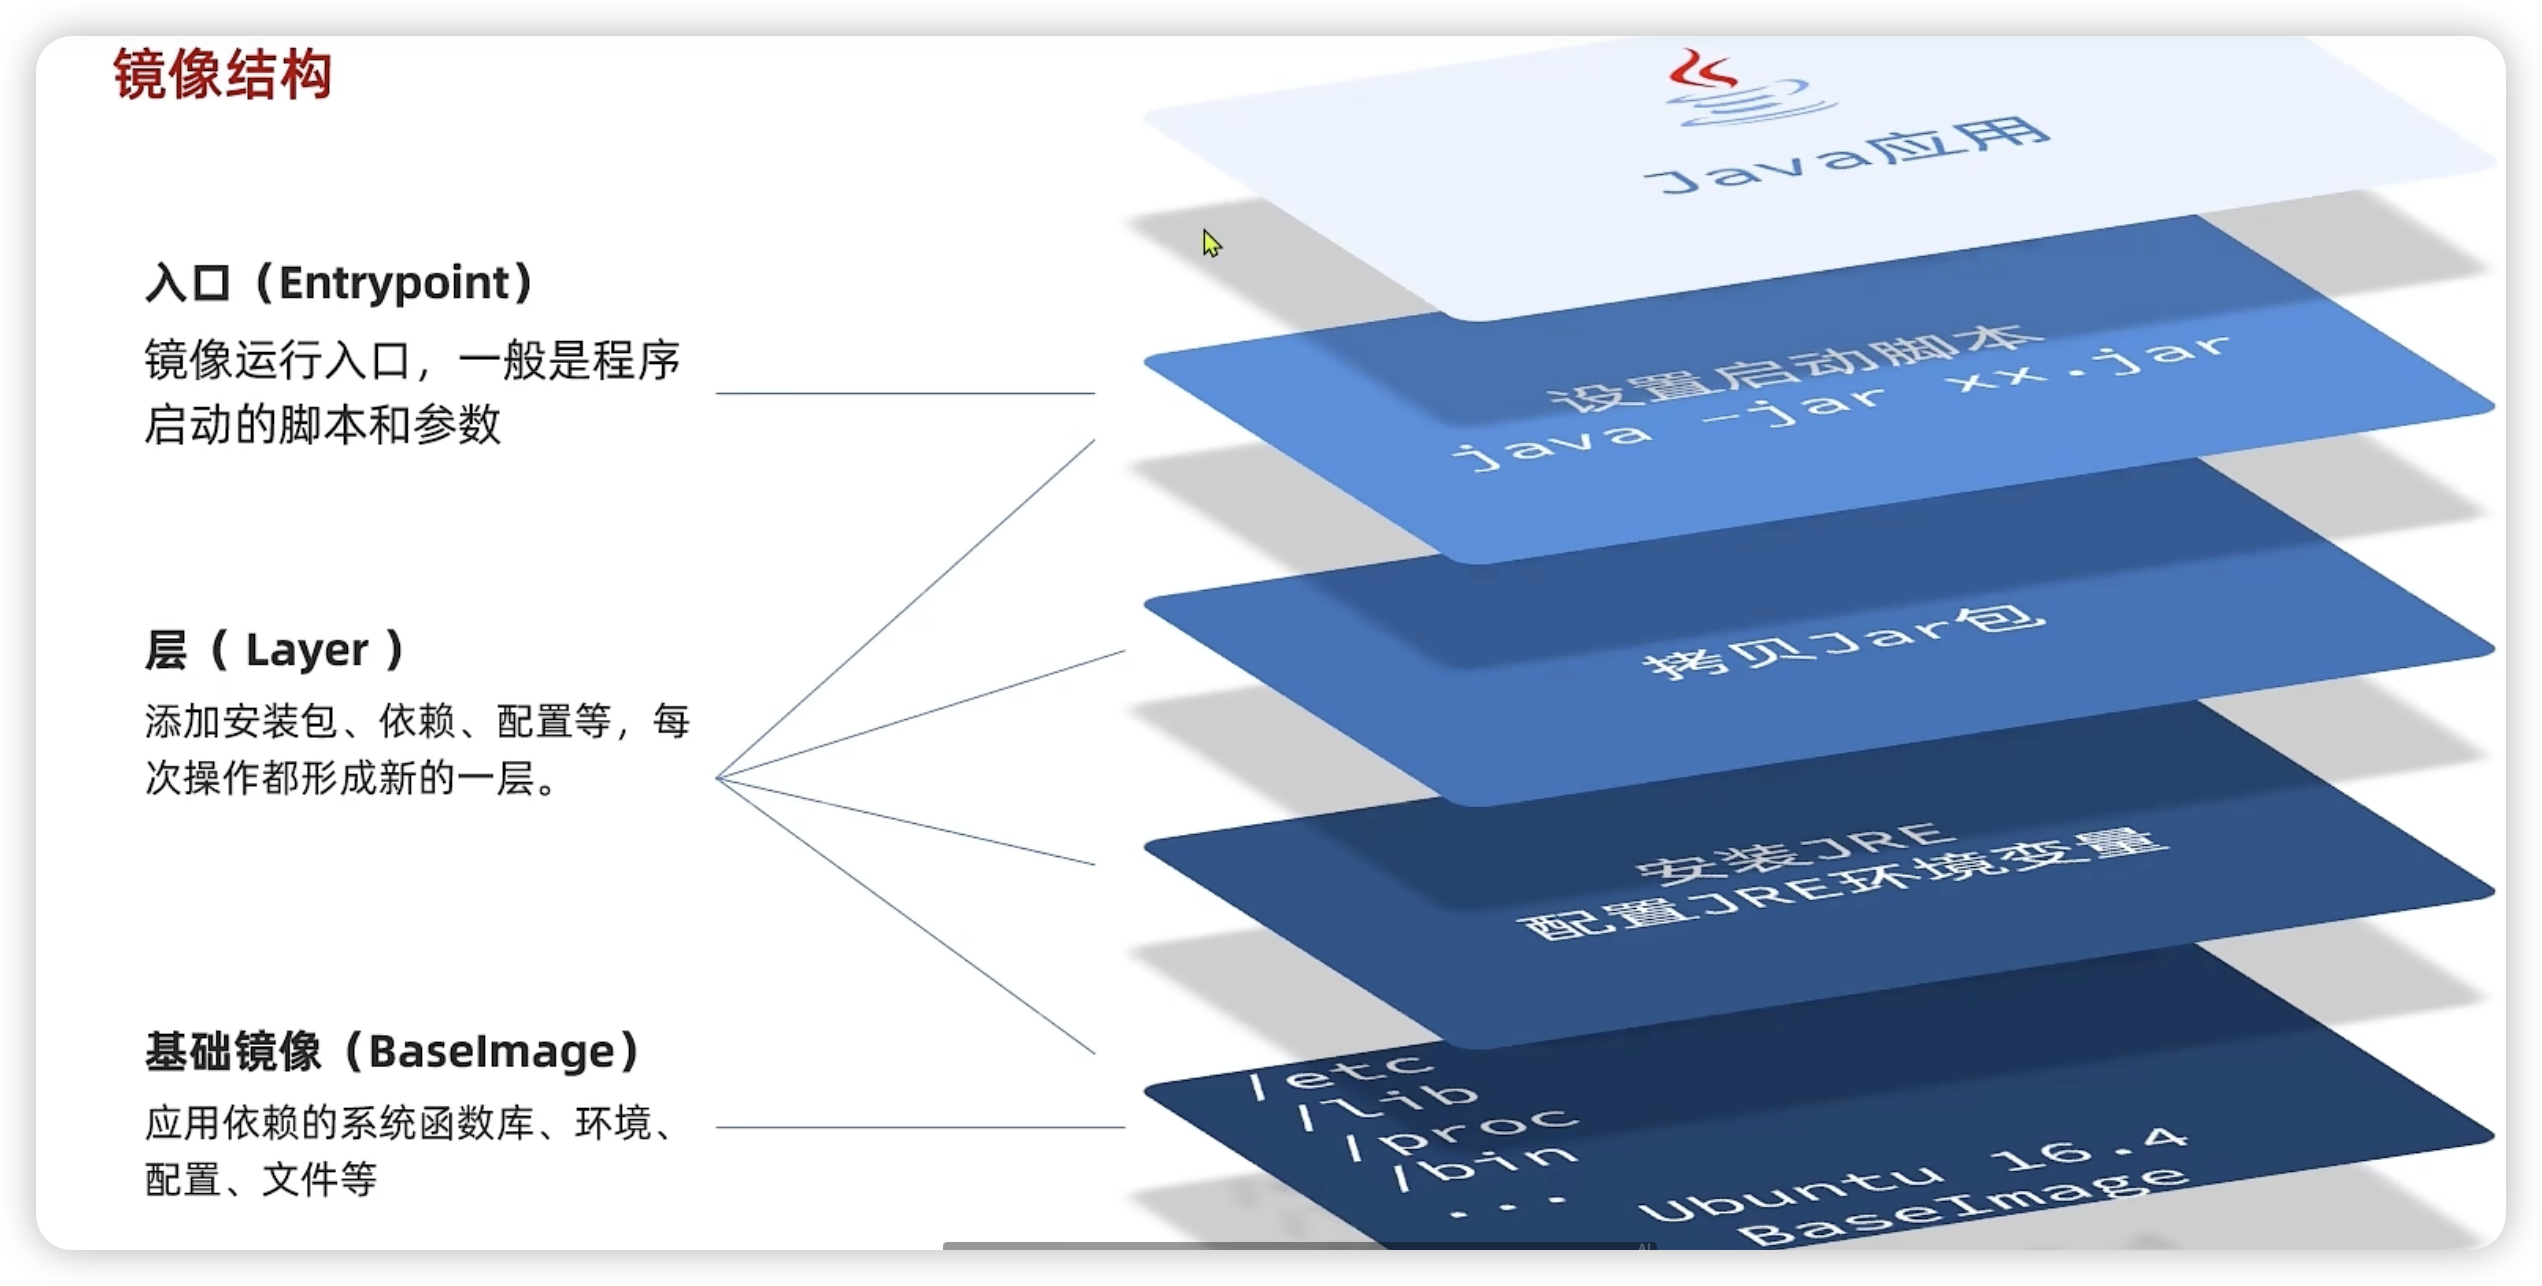 镜像结构
入口（Entrypoint）
镜像运行入口，一般是程序
启动的脚本和参数
层（ Layer ）
添加安装包、依赖、配置等，每
次操作都形成新的一层。
基础镜像（BaseImage）
应用依赖的系统函数库、环境、
配置、文件等
Java应用
设置启动脚本
java -jar xx.jar
拷贝Jar包
安装JRE
配置JRE环境变量
/etc
/lib
/proc
/bin
...
Ubuntu 16.4
BaseImage